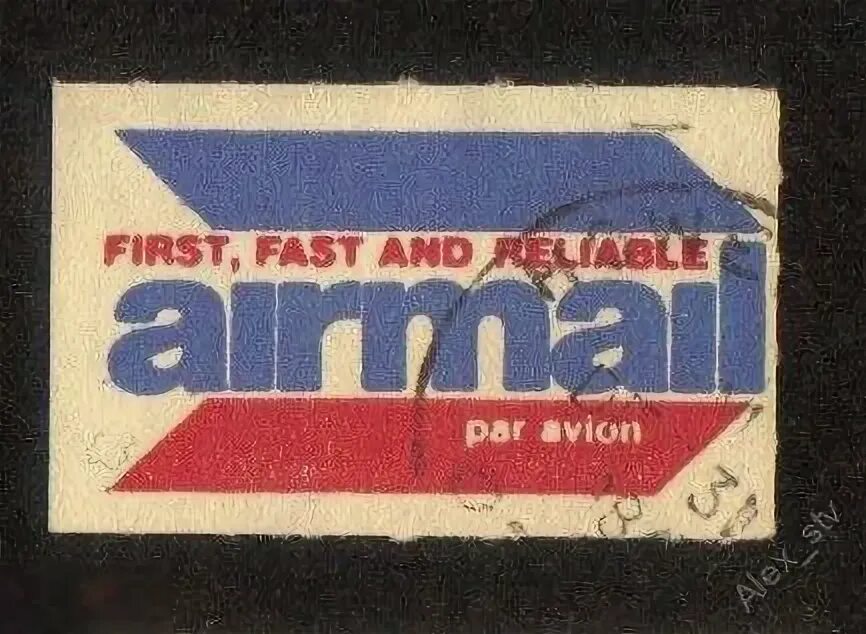 FIRST, FAST AND RELIABLE
airmail
par avion
AleX_stv